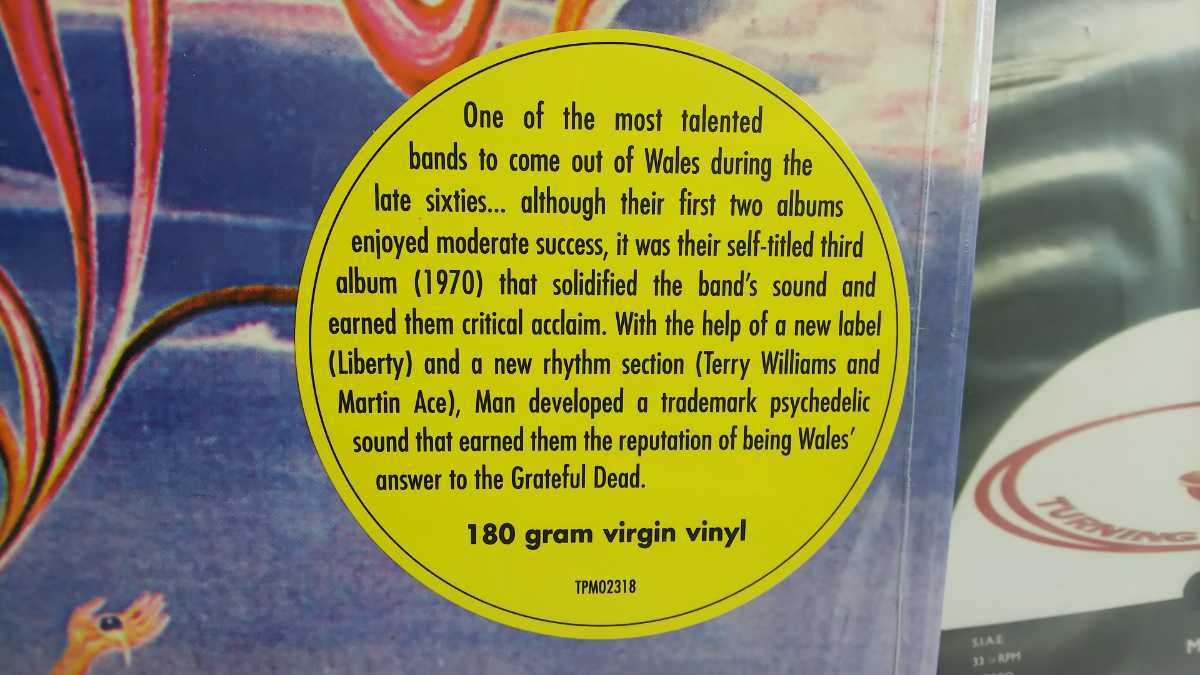 One of the most talented
bands to come out of Wales during the
late sixties... although their first two albums
enjoyed moderate success, it was their self-titled third
album (1970) that solidified the band's sound and
earned them critical acclaim. With the help of a new label
(Liberty) and a new rhythm section (Terry Williams and
Martin Ace), Man developed a trademark psychedelic
sound that earned them the reputation of being Wales'
answer to the Grateful Dead.
180 gram virgin vinyl
TPM02318
TURNING
S.I.A.E.
33 RPM